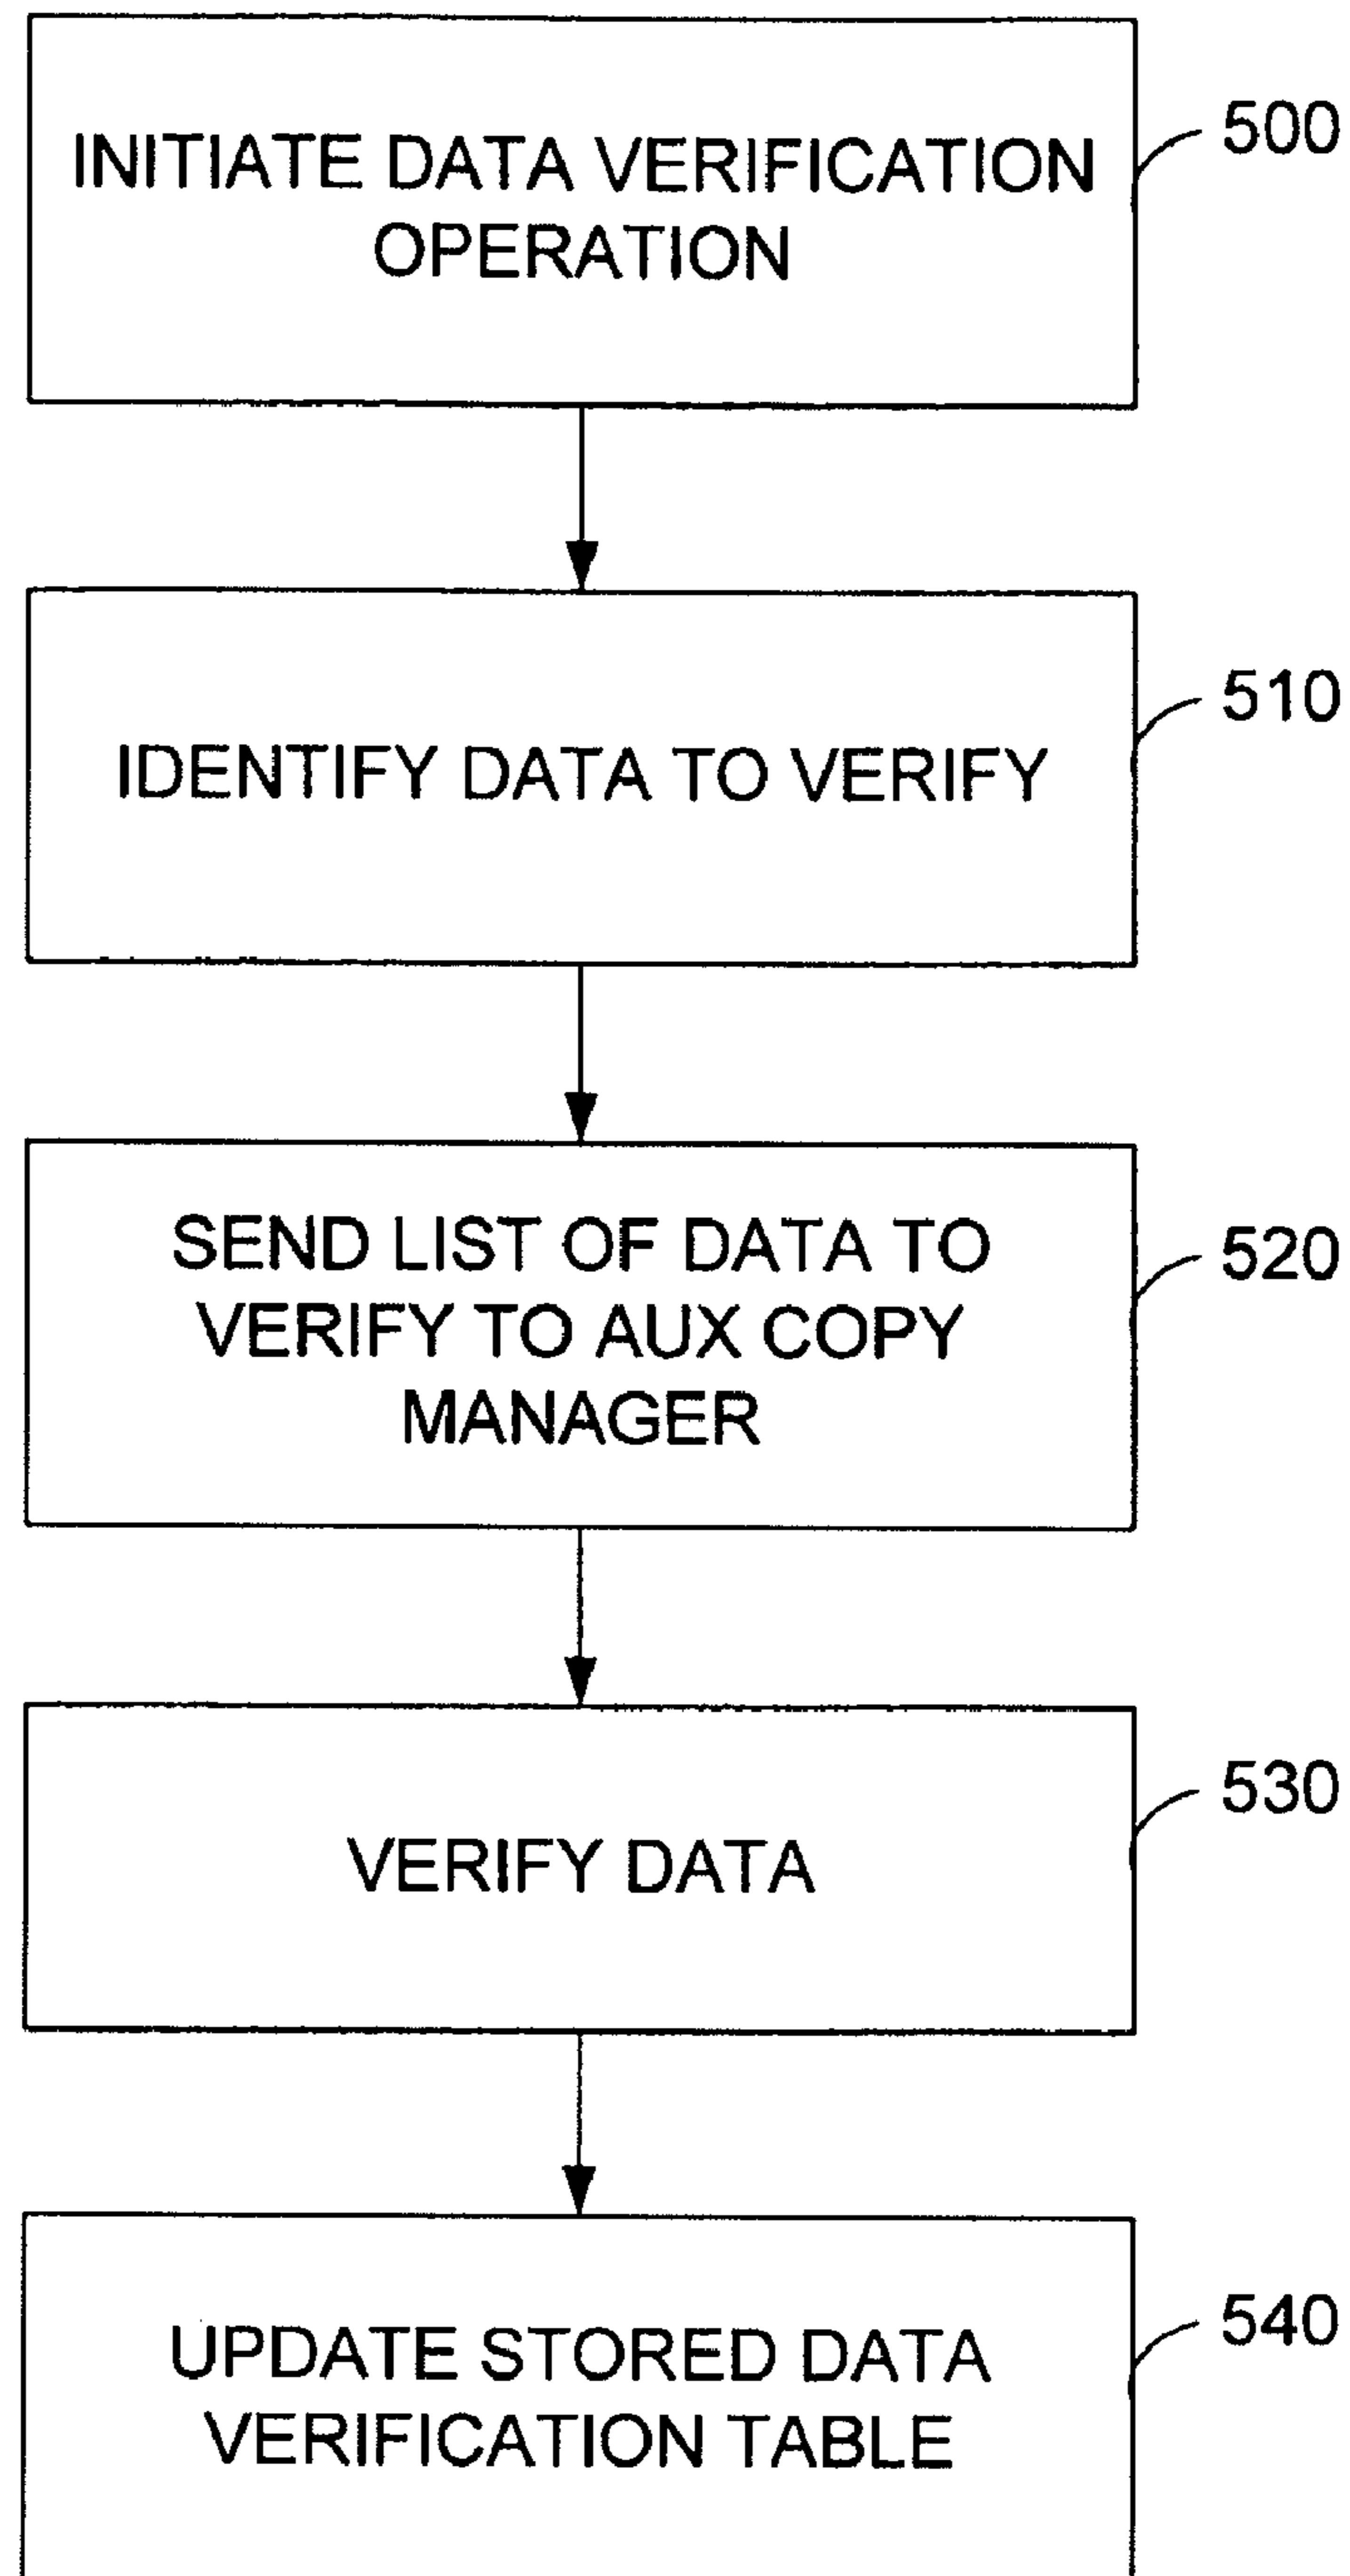 INITIATE DATA VERIFICATION
OPERATION
500
IDENTIFY DATA TO VERIFY
510
SEND LIST OF DATA TO
VERIFY TO AUX COPY
MANAGER
520
VERIFY DATA
530
UPDATE STORED DATA
VERIFICATION TABLE
540